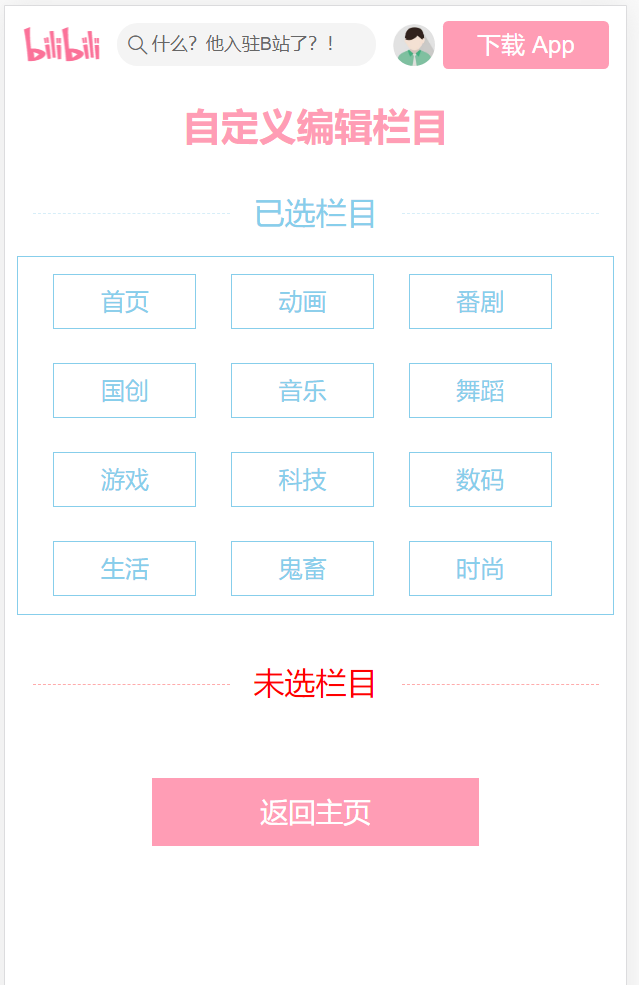 bilibili 什么？他入驻B站了？！ 下载 App
自定义编辑栏目
已选栏目
首页 动画 番剧
国创 音乐 舞蹈
游戏 科技 数码
生活 鬼畜 时尚
未选栏目
返回主页